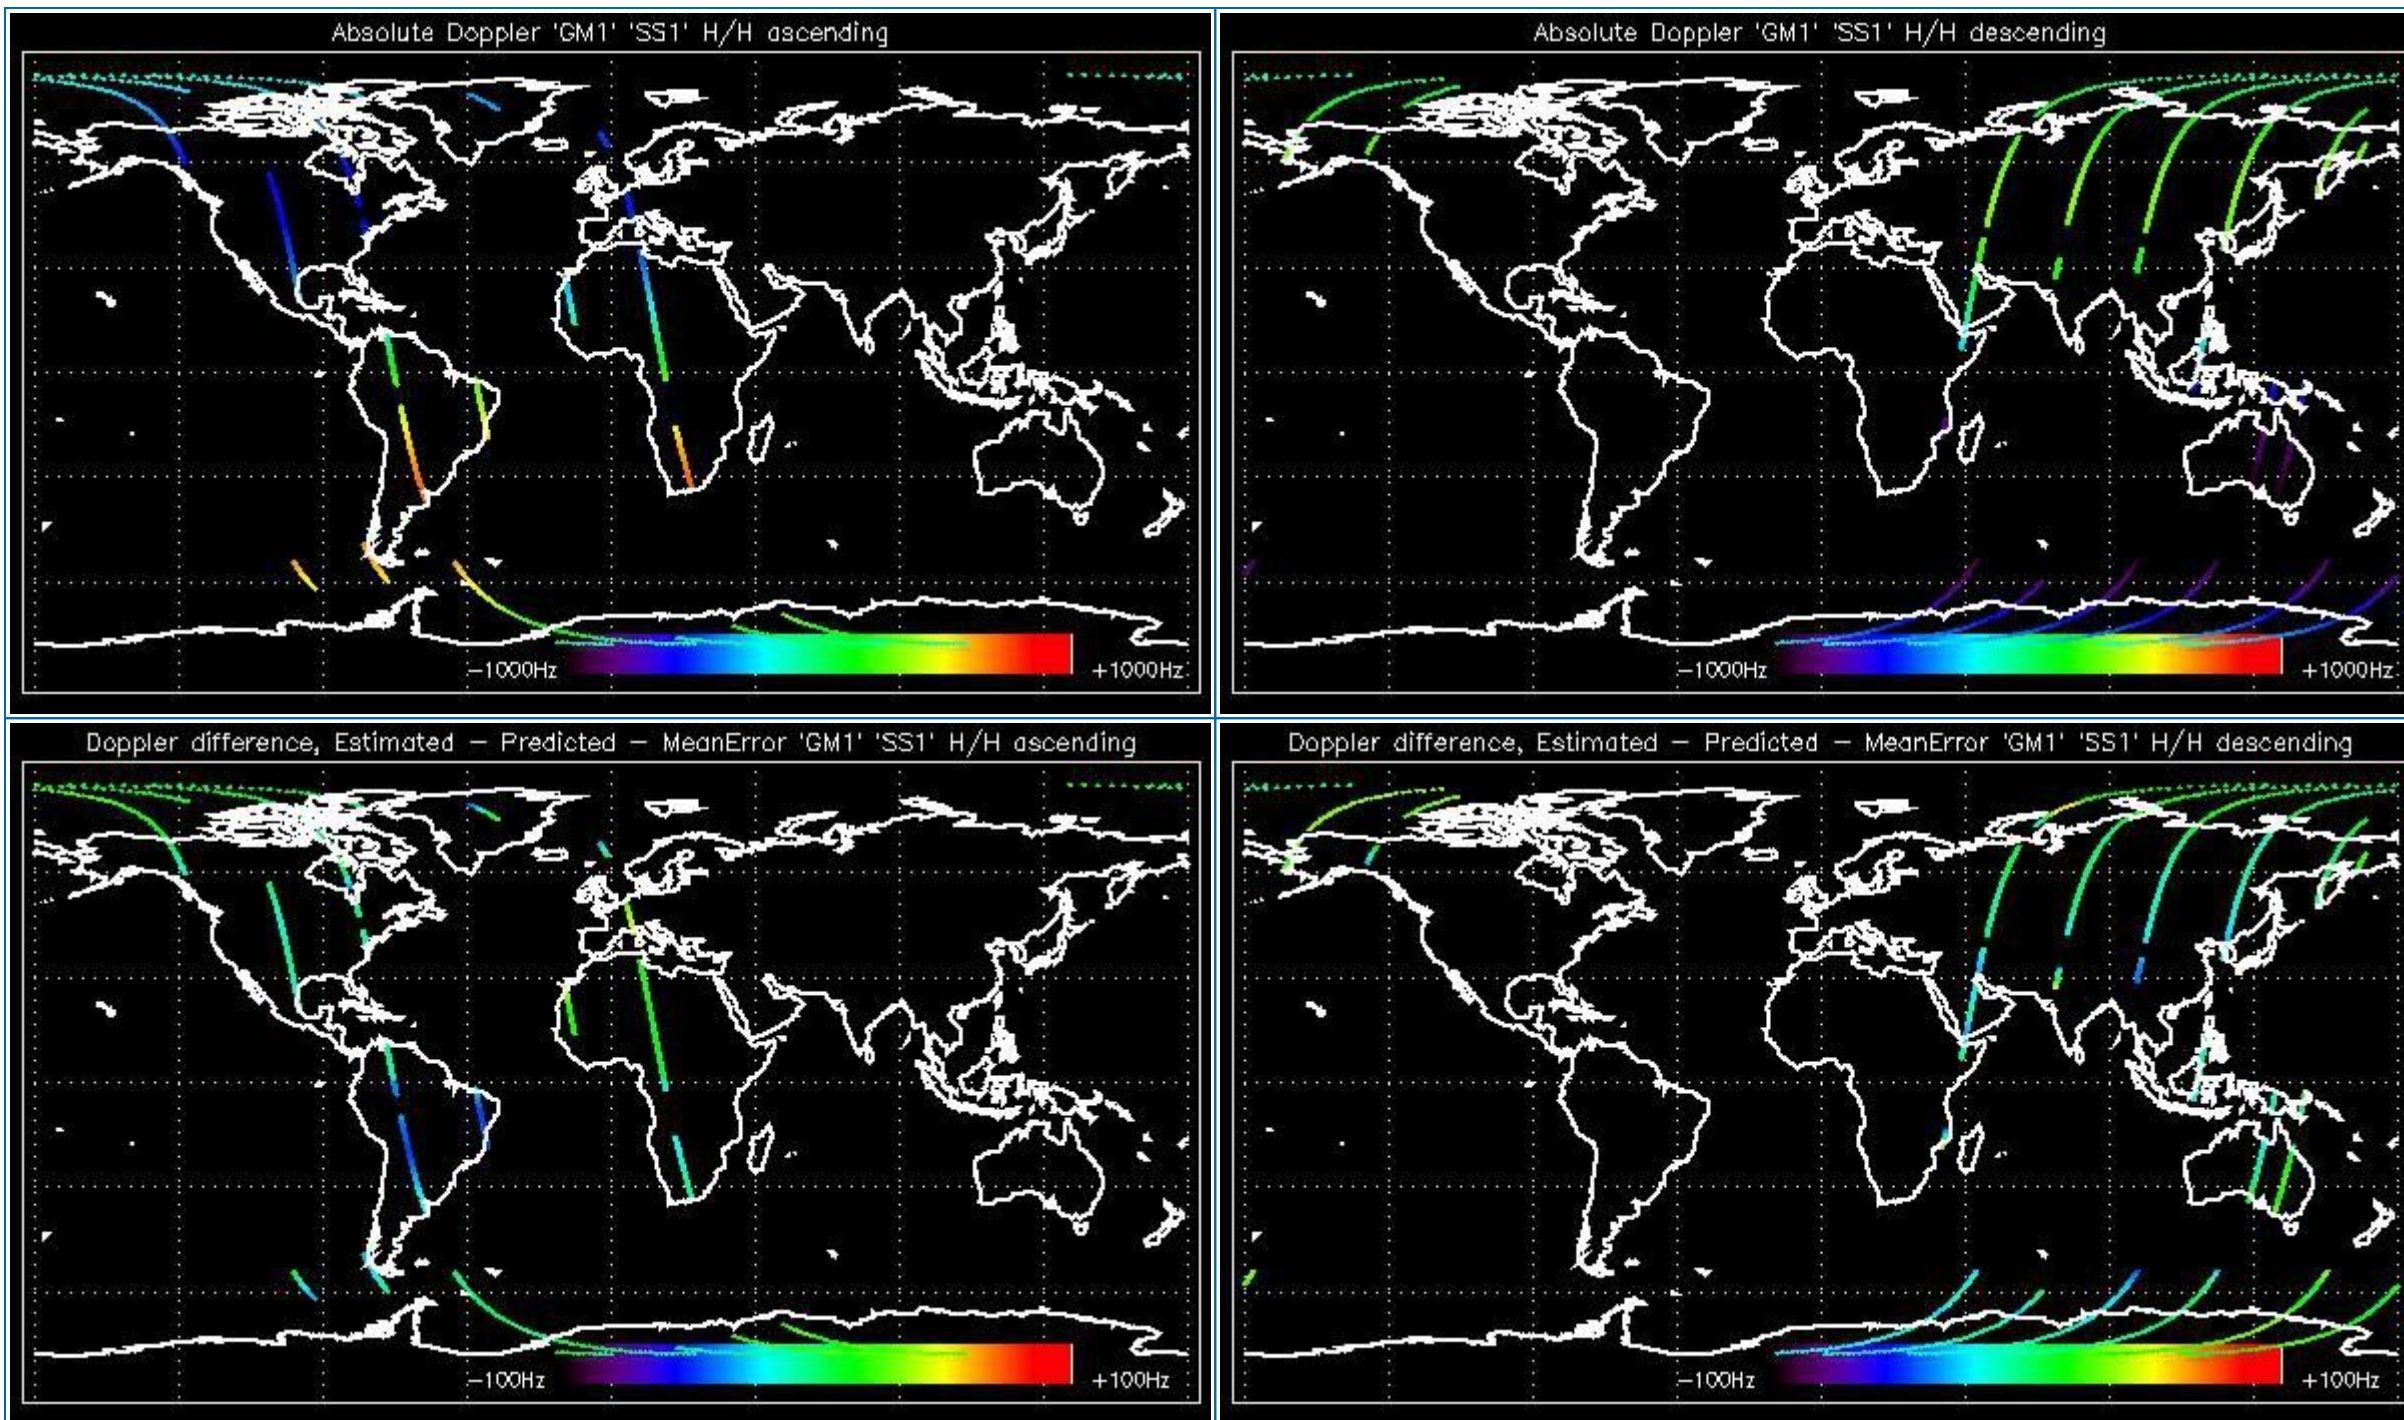 Absolute Doppler 'GM1' 'SS1' H/H ascending
-1000Hz
+1000Hz
Absolute Doppler 'GM1' 'SS1' H/H descending
-1000Hz
+1000Hz
Doppler difference, Estimated - Predicted - MeanError 'GM1' 'SS1' H/H ascending
-100Hz
+100Hz
Doppler difference, Estimated - Predicted - MeanError 'GM1' 'SS1' H/H descending
-100Hz
+100Hz